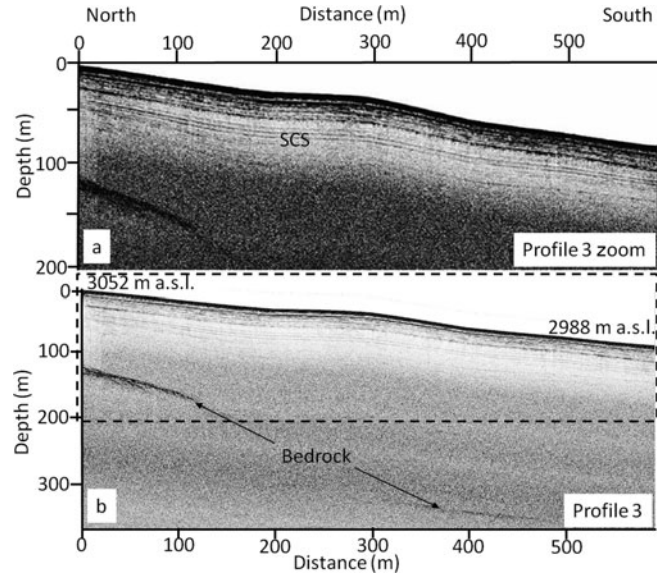 North Distance (m) South
0 100 200 300 400 500
0
100
200
Depth (m)
SCS
a
Profile 3 zoom
3052 m a.s.l.
2988 m a.s.l.
0
100
200
300
Depth (m)
Bedrock
b
Profile 3
0 100 200 300 400 500
Distance (m)